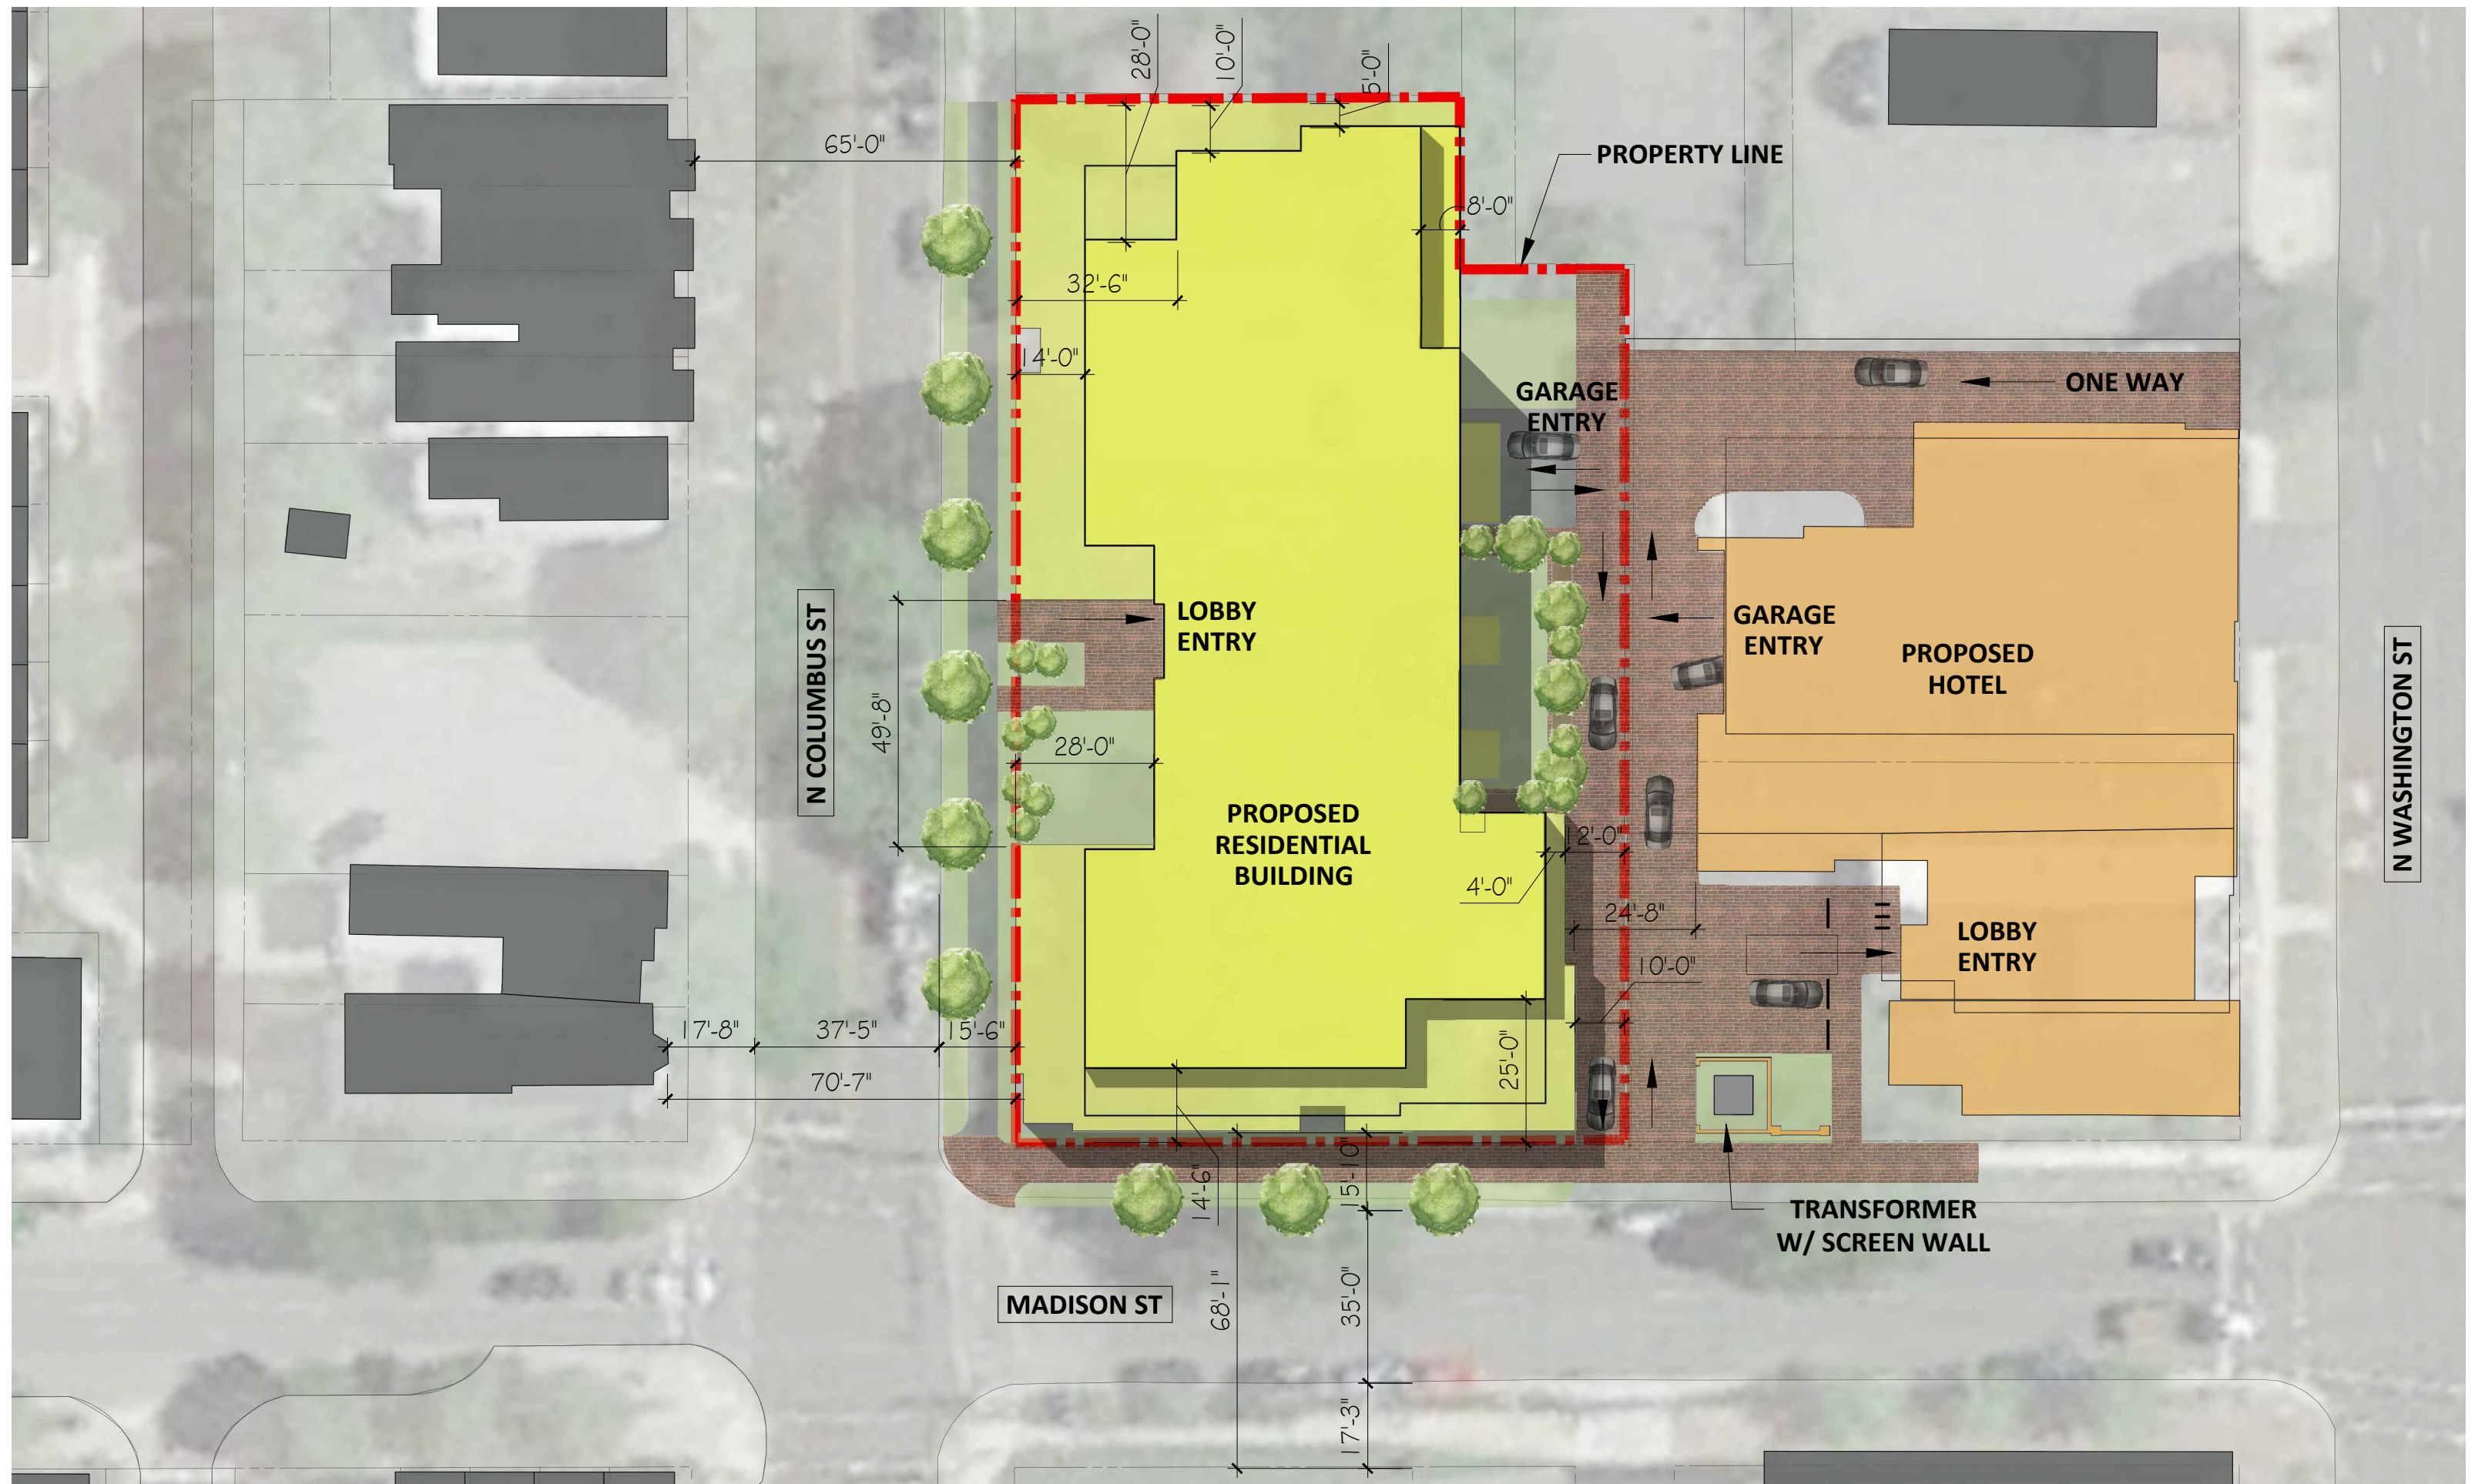 28'-0"
10'-0"
5'-0"
65'-0"
PROPERTY LINE
8'-0"
32'-6"
14'-0"
GARAGE
ENTRY
ONE WAY
LOBBY
ENTRY
GARAGE
ENTRY
PROPOSED
HOTEL
N COLUMBUS ST
49'-8"
28'-0"
N WASHINGTON ST
PROPOSED
RESIDENTIAL
BUILDING
12'-0"
4'-0"
24'-8"
LOBBY
ENTRY
10'-0"
17'-8"
37'-5"
15'-6"
70'-7"
25'-0"
14'-6"
15'-10"
TRANSFORMER
W/ SCREEN WALL
MADISON ST
68'-1"
35'-0"
17'-3"